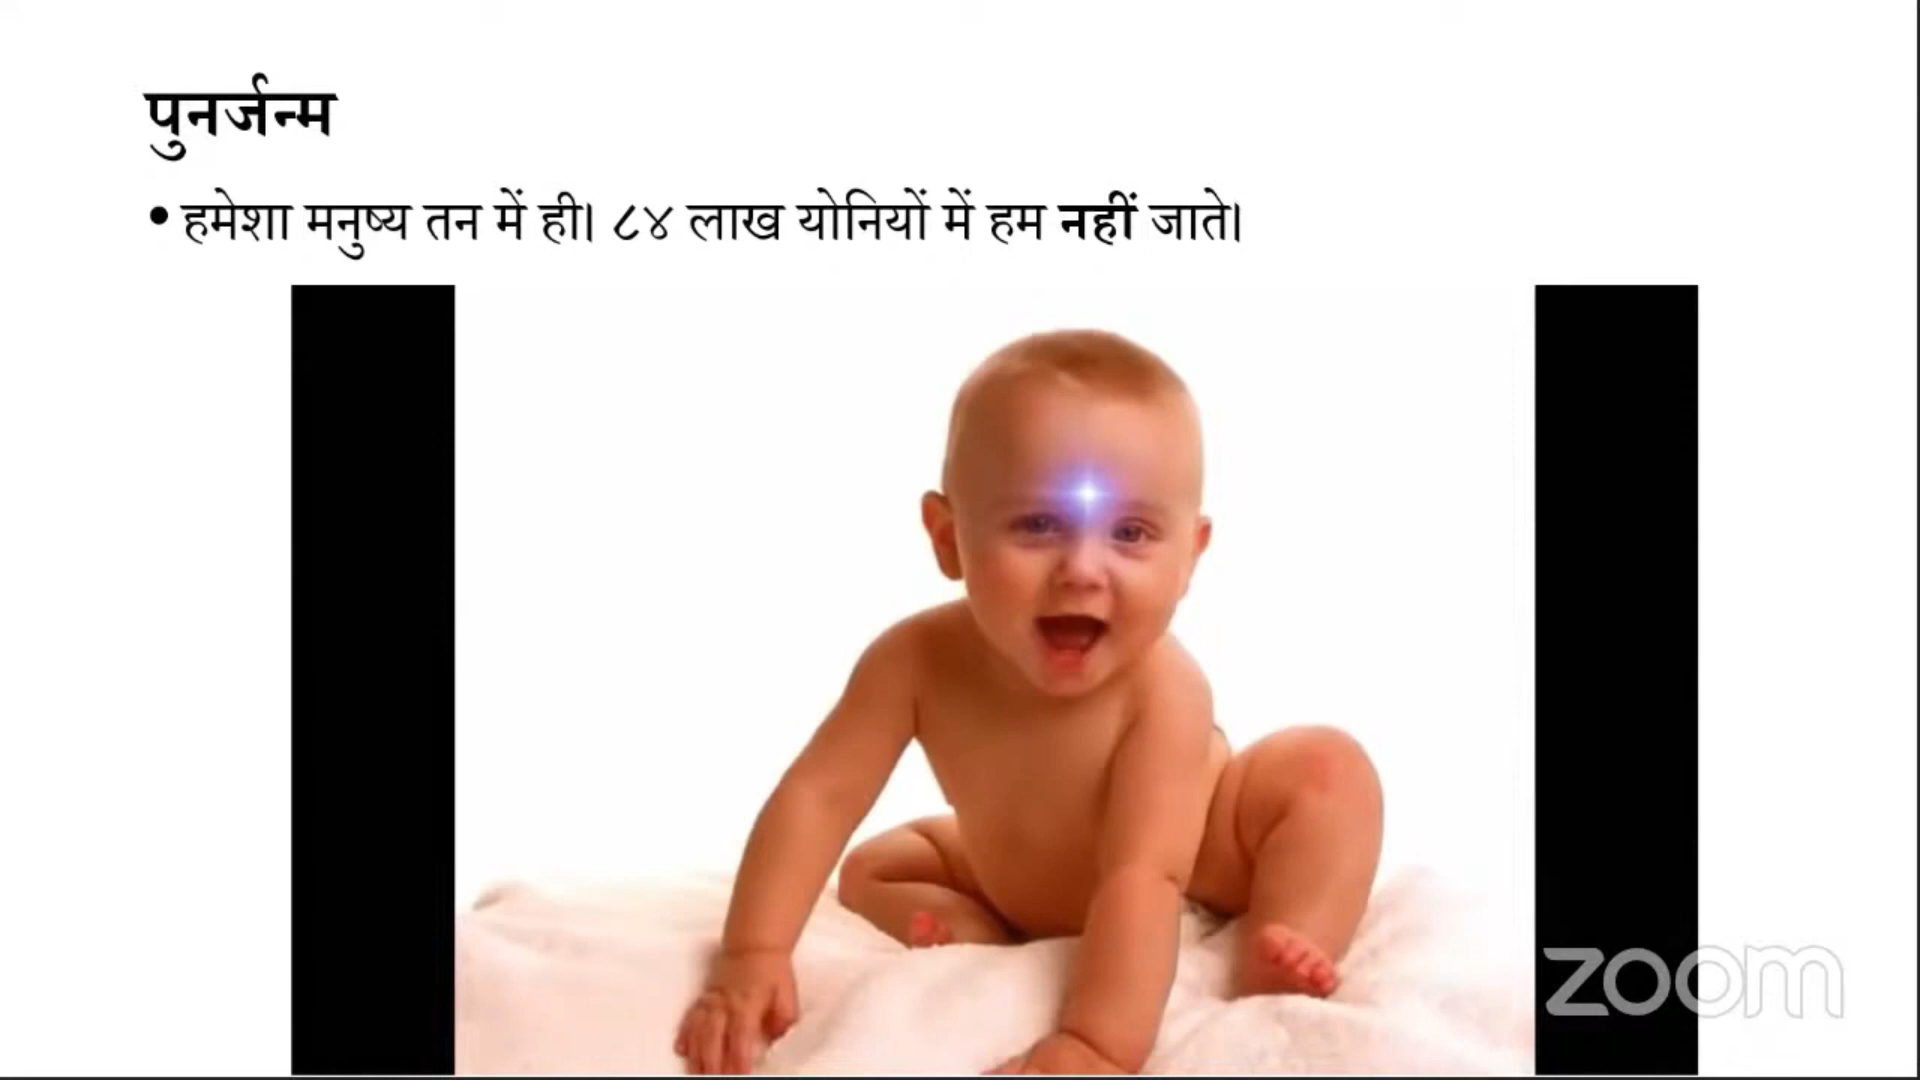 पुनर्जन्म
• हमेशा मनुष्य तन में ही। ८४ लाख योनियों में हम नहीं जाते।
zoom